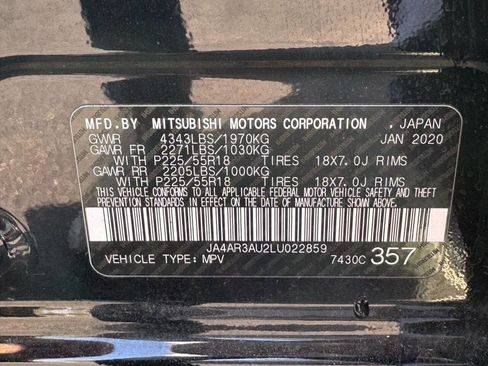 MFD.BY MITSUBISHI MOTORS CORPORATION , JAPAN
GVWR 4343LBS/1970KG JAN 2020
GAWR FR 2271LBS/1030KG
WITH P225/55R18 TIRES 18X7.0J RIMS
GAWR RR 2205LBS/1000KG
WITH P225/55R18 TIRES 18X7.0J RIMS
THIS VEHICLE CONFORMS TO ALL APPLICABLE FEDERAL MOTOR VEHICLE SAFETY AND
THEFT PREVENTION STANDARDS IN EFFECT ON THE DATE OF MANUFACTURE SHOWN ABOVE.
JA4AR3AU2LU022859
VEHICLE TYPE: MPV 7430C 357